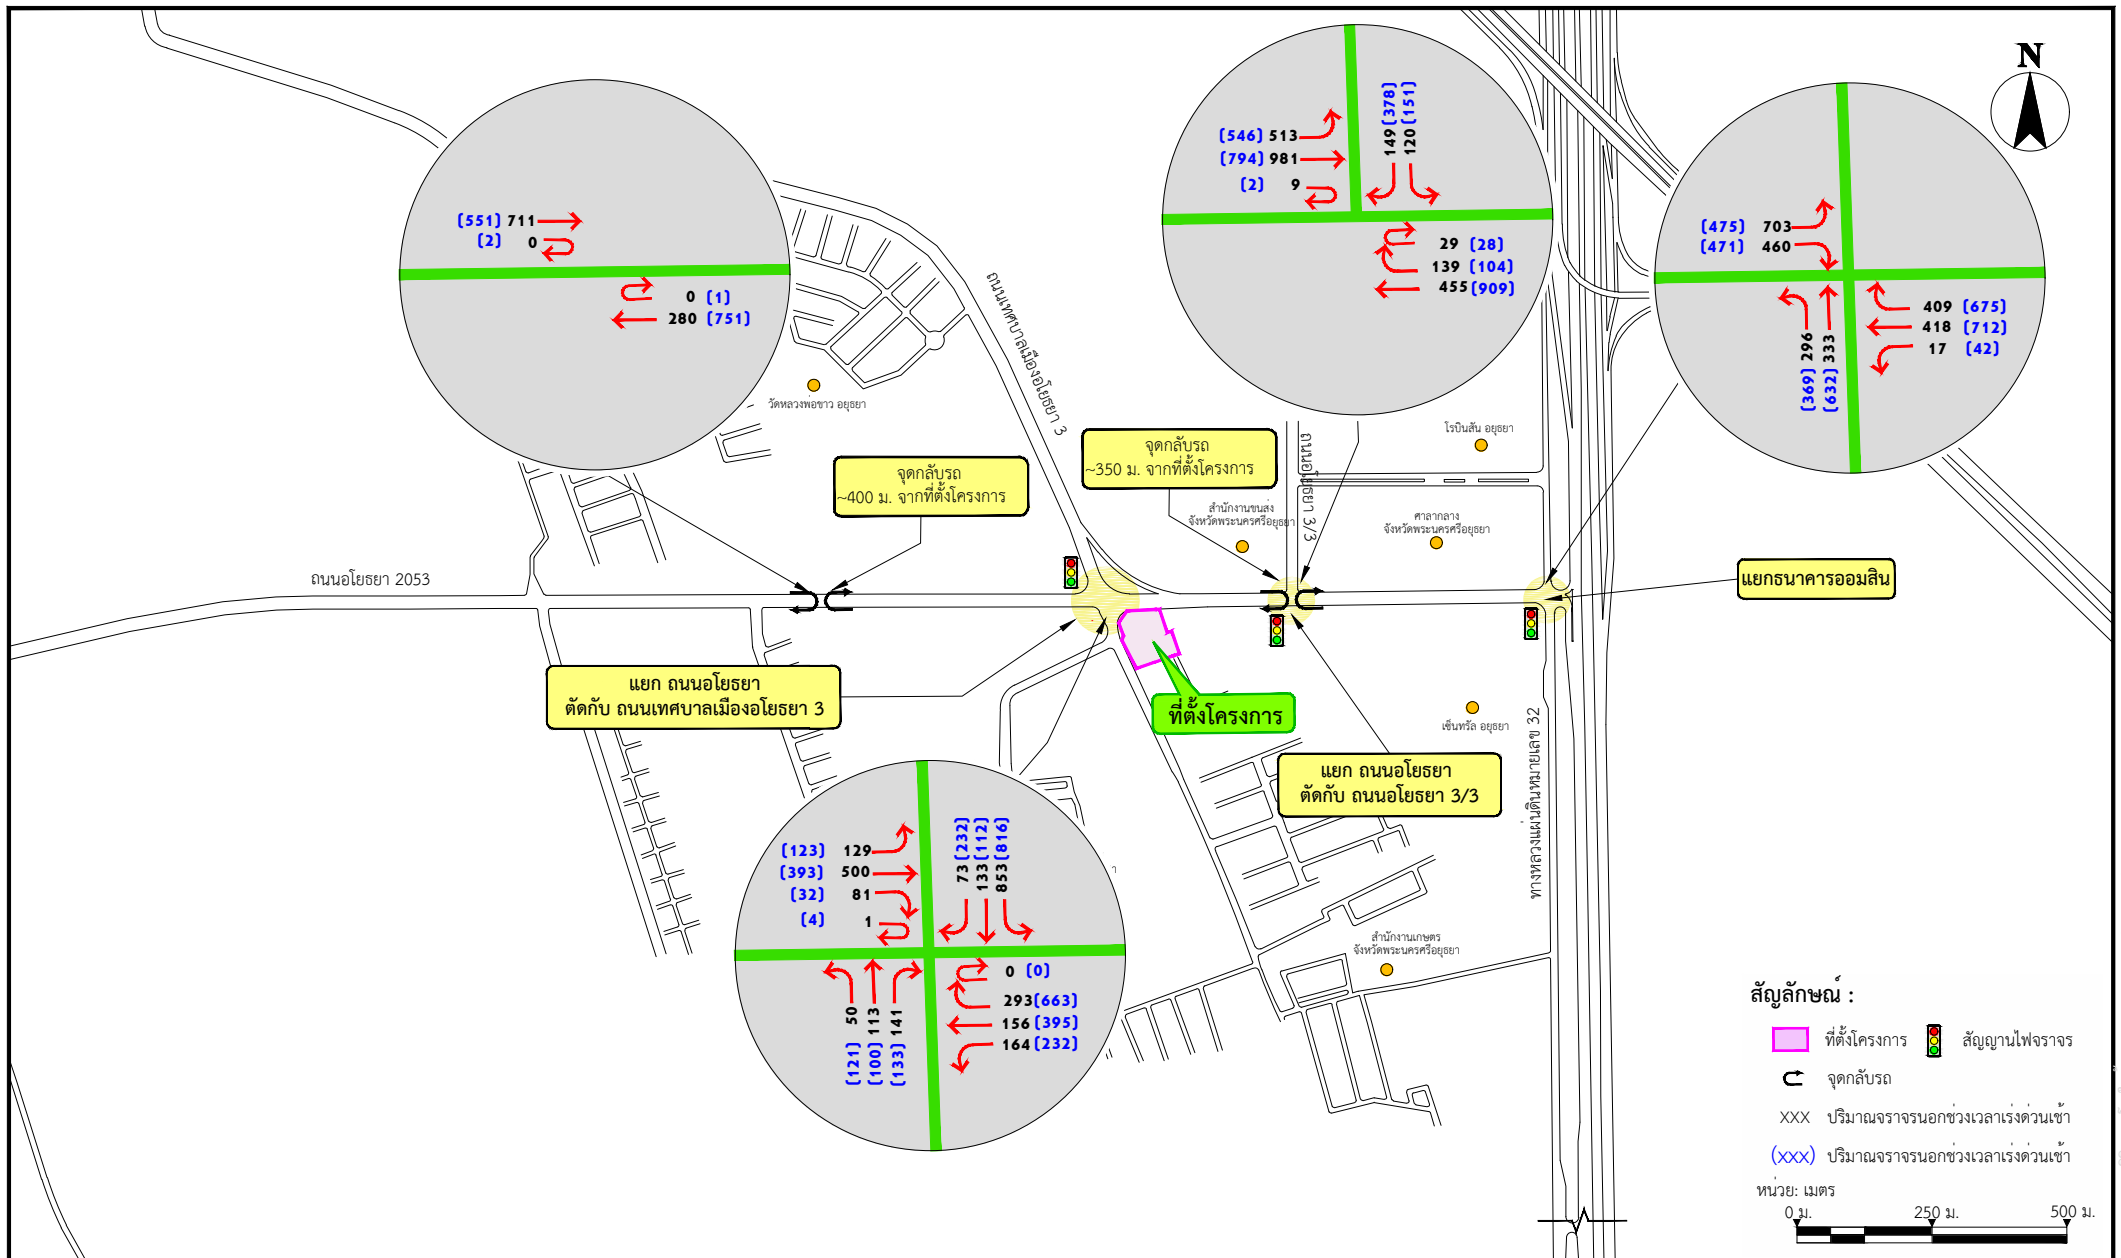 N
(551) 711
(2) 0
0 (1)
280 (751)
(546) 513
(794) 981
(2) 9
149 (378)
120 (151)
29 (28)
139 (104)
455 (909)
(475) 703
(471) 460
409 (675)
418 (712)
17 (42)
(369) 296
(632) 333
ถนนเทศบาลเมืองอโยธยา 3
วัดหลวงพ่อขาว อยุธยา
จุดกลับรถ
~400 ม. จากที่ตั้งโครงการ
จุดกลับรถ
~350 ม. จากที่ตั้งโครงการ
ถนนอโยธยา 3/3
โรบินสัน อยุธยา
สำนักงานขนส่ง
จังหวัดพระนครศรีอยุธยา
ศาลากลาง
จังหวัดพระนครศรีอยุธยา
ถนนอโยธยา 2053
แยกธนาคารออมสิน
แยก ถนนอโยธยา
ตัดกับ ถนนเทศบาลเมืองอโยธยา 3
ที่ตั้งโครงการ
เซ็นทรัล อยุธยา
ทางหลวงแผ่นดินหมายเลข 32
แยก ถนนอโยธยา
ตัดกับ ถนนอโยธยา 3/3
(123) 129
(393) 500
(32) 81
(4) 1
73 (232)
133 (112)
853 (816)
0 (0)
293 (663)
156 (395)
164 (232)
(121) 50
(100) 113
(133) 141
สำนักงานเกษตร
จังหวัดพระนครศรีอยุธยา
สัญลักษณ์ :
ที่ตั้งโครงการ
สัญญานไฟจราจร
จุดกลับรถ
XXX ปริมาณจราจรนอกช่วงเวลาเร่งด่วนเช้า
(XXX) ปริมาณจราจรนอกช่วงเวลาเร่งด่วนเช้า
หน่วย: เมตร
0 ม. 250 ม. 500 ม.